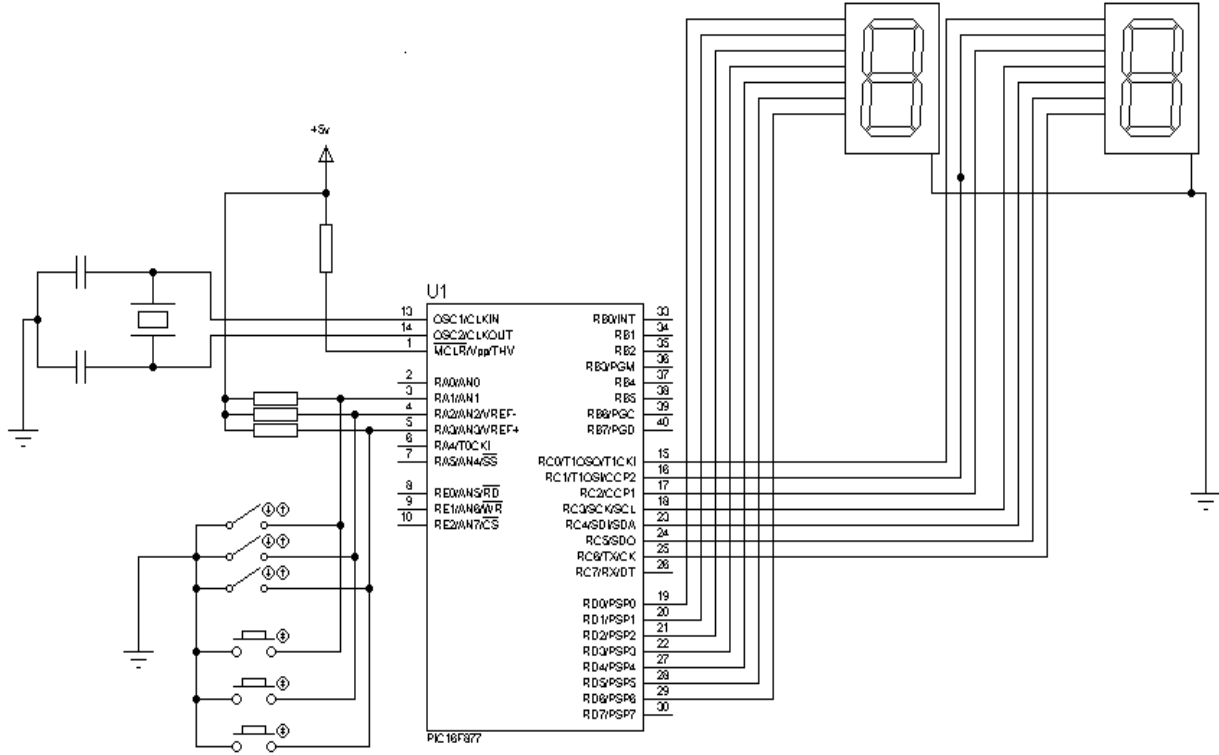 +5v
U1
13 OSC1/CLKIN
14 OSC2/CLKOUT
1 MCLR/Vpp/THV
2 RA0/AN0
3 RA1/AN1
4 RA2/AN2/VREF-
5 RA3/AN3/VREF+
6 RA4/T0CKI
7 RA5/AN4/SS
8 RE0/AN5/RD
9 RE1/AN6/WR
10 RE2/AN7/CS
RB0/INT 33
RB1 34
RB2 35
RB3/PGM 36
RB4 37
RB5 38
RB6/PGC 39
RB7/PGD 40
RC0/T1OSO/T1CKI 15
RC1/T1OSI/CCP2 16
RC2/CCP1 17
RC3/SCK/SCL 18
RC4/SDI/SDA 23
RC5/SDO 24
RC6/TX/CK 25
RC7/RX/DT 26
RD0/PSP0 19
RD1/PSP1 20
RD2/PSP2 21
RD3/PSP3 22
RD4/PSP4 27
RD5/PSP5 28
RD6/PSP6 29
RD7/PSP7 30
PIC16F877